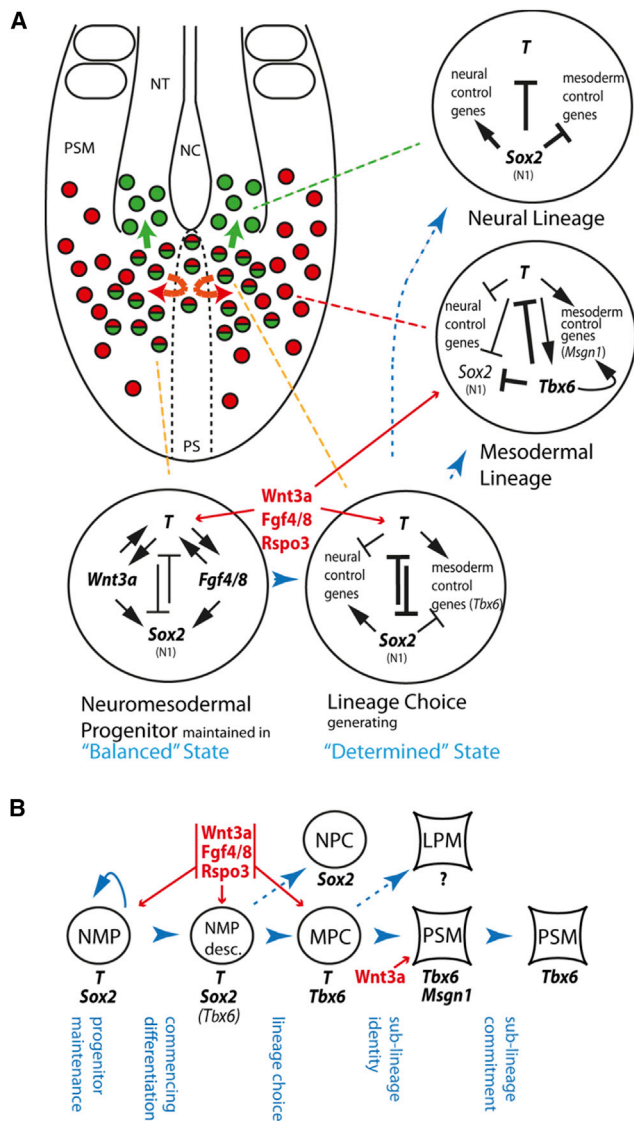 A
NT
PSM
NC
PS
T
neural
control
genes
mesoderm
control
genes
Sox2
(N1)
Neural Lineage
T
neural
control
genes
mesoderm
control
genes
(Msgn1)
Sox2
(N1)
Tbx6
Mesodermal
Lineage
Wnt3a
Fgf4/8
Rspo3
T
Wnt3a
Fgf4/8
Sox2
(N1)
T
neural
control
genes
mesoderm
control
genes (Tbx6)
Sox2
(N1)
Neuromesodermal
Progenitor maintained in
"Balanced" State
Lineage Choice
generating
"Determined" State
B
Wnt3a
Fgf4/8
Rspo3
NPC
Sox2
LPM
?
NMP
T
Sox2
NMP
desc.
T
Sox2
(Tbx6)
MPC
T
Tbx6
Wnt3a
PSM
Tbx6
Msgn1
PSM
Tbx6
progenitor
maintenance
commencing
differentiation
lineage choice
sub-lineage
identity
sub-lineage
commitment